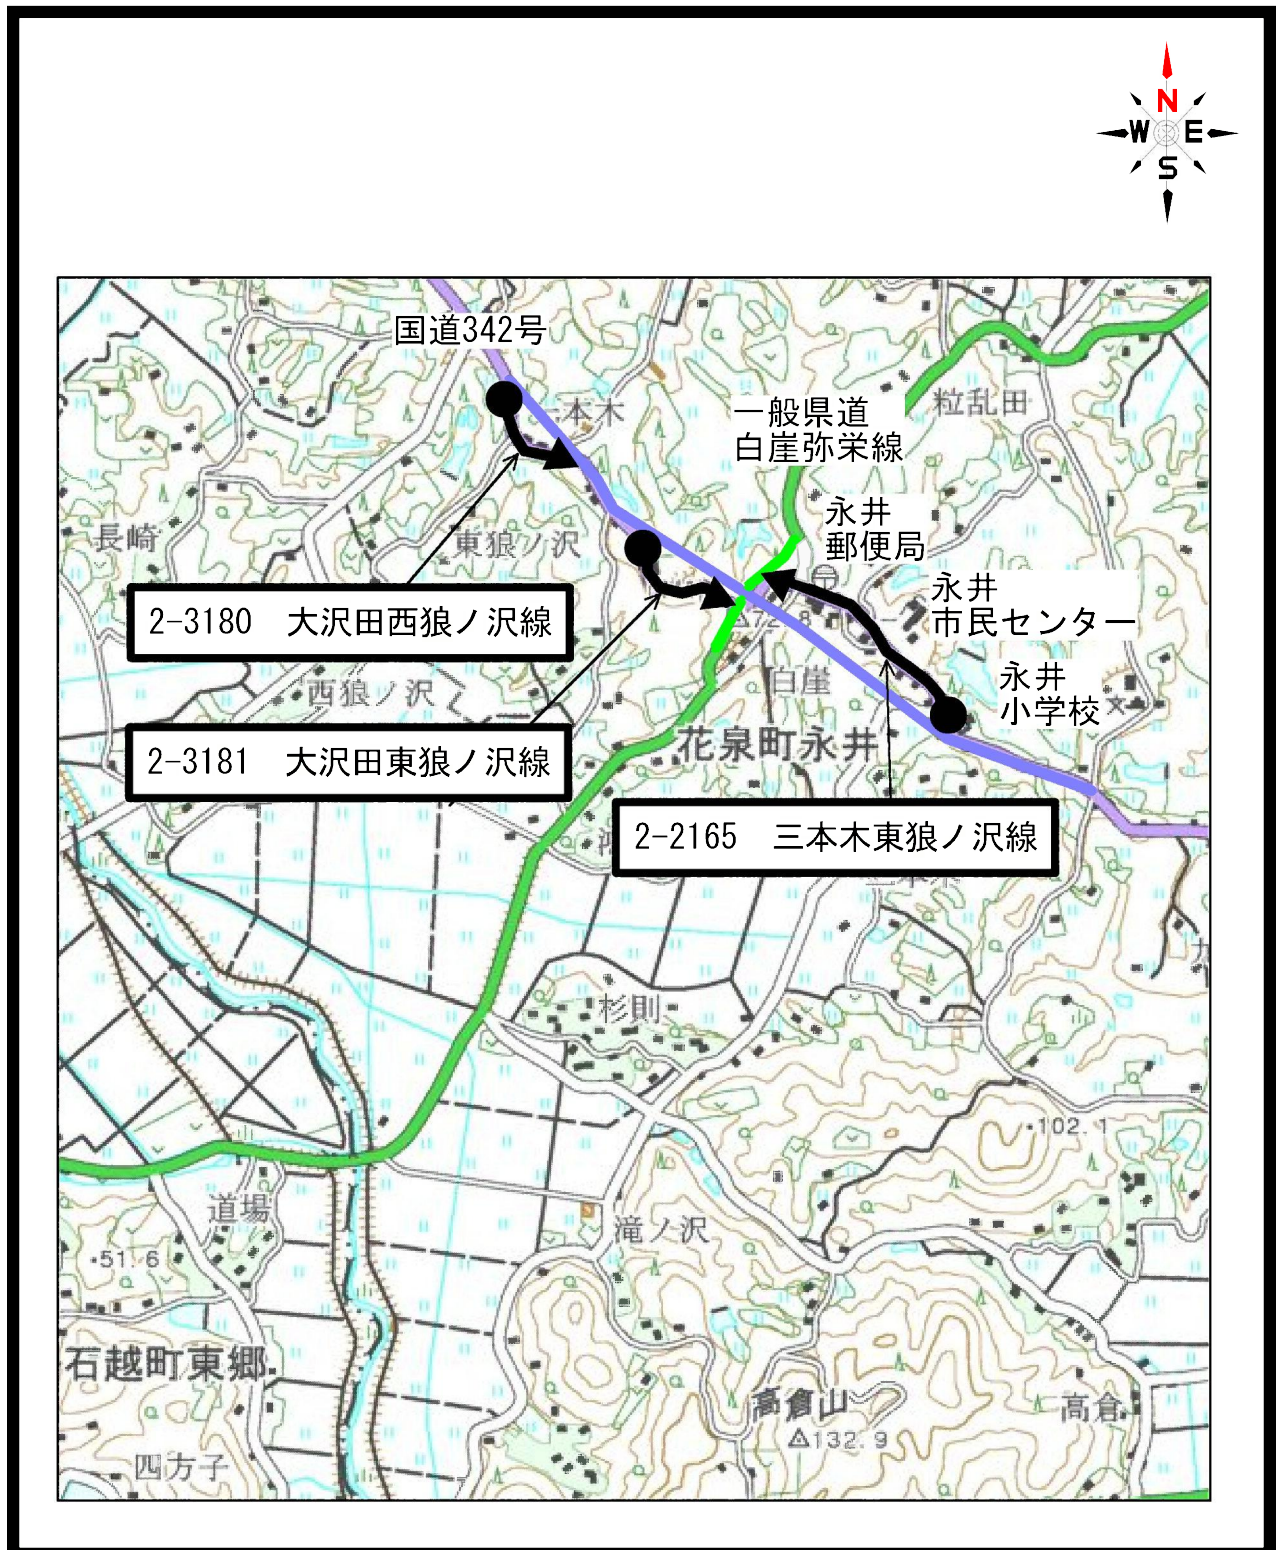 N
W E
S
国道342号
二本木
一般県道
白崖弥栄線
粒乱田
永井
郵便局
長崎
東狼ノ沢
永井
市民センター
2-3180 大沢田西狼ノ沢線
西狼ノ沢
白崖
永井
小学校
花泉町永井
2-3181 大沢田東狼ノ沢線
2-2165 三本木東狼ノ沢線
杉則
・102.1
道場
滝ノ沢
・51.6
石越町東郷
高倉山
132.9
高倉
四方子